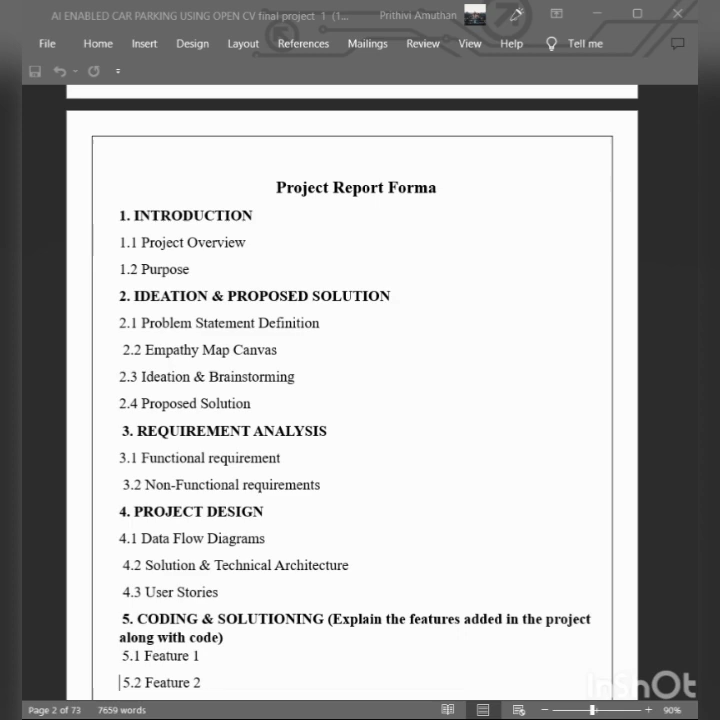 AI ENABLED CAR PARKING USING OPEN CV final project 1 (1...
Prithivi Amuthan
File Home Insert Design Layout References Mailings Review View Help Tell me
Project Report Forma
1. INTRODUCTION
1.1 Project Overview
1.2 Purpose
2. IDEATION & PROPOSED SOLUTION
2.1 Problem Statement Definition
2.2 Empathy Map Canvas
2.3 Ideation & Brainstorming
2.4 Proposed Solution
3. REQUIREMENT ANALYSIS
3.1 Functional requirement
3.2 Non-Functional requirements
4. PROJECT DESIGN
4.1 Data Flow Diagrams
4.2 Solution & Technical Architecture
4.3 User Stories
5. CODING & SOLUTIONING (Explain the features added in the project
along with code)
5.1 Feature 1
5.2 Feature 2
InShOt
Page 2 of 73 7659 words
90%